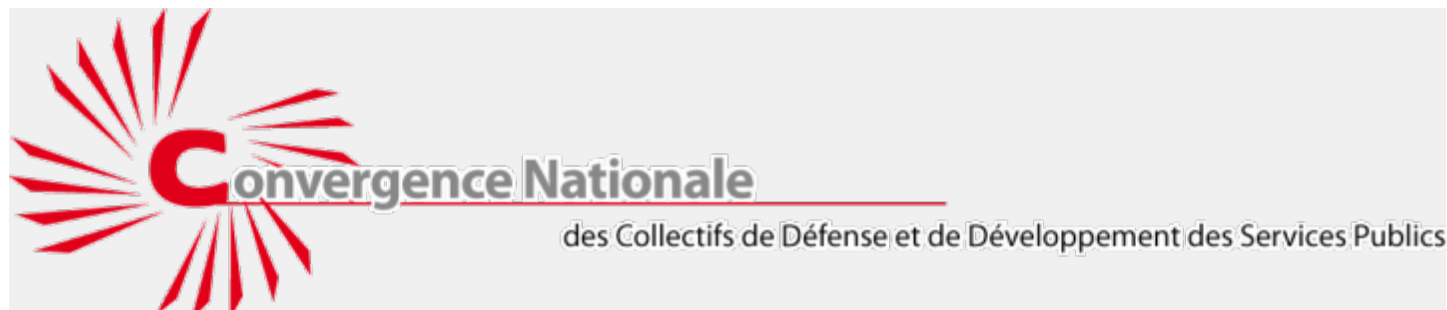 Convergence Nationale
des Collectifs de Défense et de Développement des Services Publics